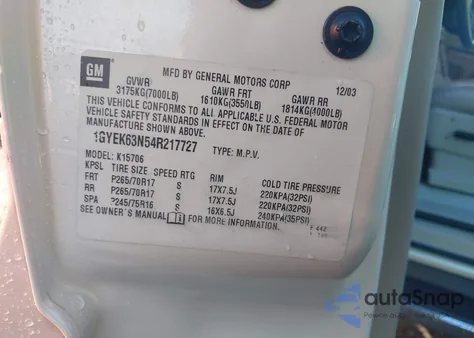 GM
MFD BY GENERAL MOTORS CORP 12/03
GVWR GAWR FRT GAWR RR
3175KG(7000LB) 1610KG(3550LB) 1814KG(4000LB)
THIS VEHICLE CONFORMS TO ALL APPLICABLE U.S. FEDERAL MOTOR
VEHICLE SAFETY STANDARDS IN EFFECT ON THE DATE OF
MANUFACTURE SHOWN ABOVE.
1GYEK63N54R217727 TYPE: M.P.V.
MODEL: K15706
KPSL TIRE SIZE SPEED RTG RIM COLD TIRE PRESSURE
FRT P265/70R17 S 17X7.5J 220KPA(32PSI)
RR P265/70R17 S 17X7.5J 220KPA(32PSI)
SPA P245/75R16 S 16X6.5J 240KPA(35PSI)
SEE OWNER'S MANUAL FOR MORE INFORMATION.
F 442
autoSnap